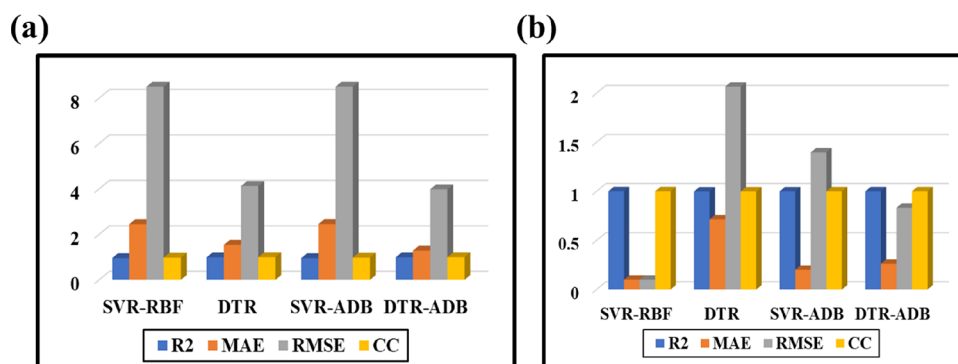 (a)
8
6
4
2
0
SVR-RBF DTR SVR-ADB DTR-ADB
R2 MAE RMSE CC
(b)
2
1.5
1
0.5
0
SVR-RBF DTR SVR-ADB DTR-ADB
R2 MAE RMSE CC